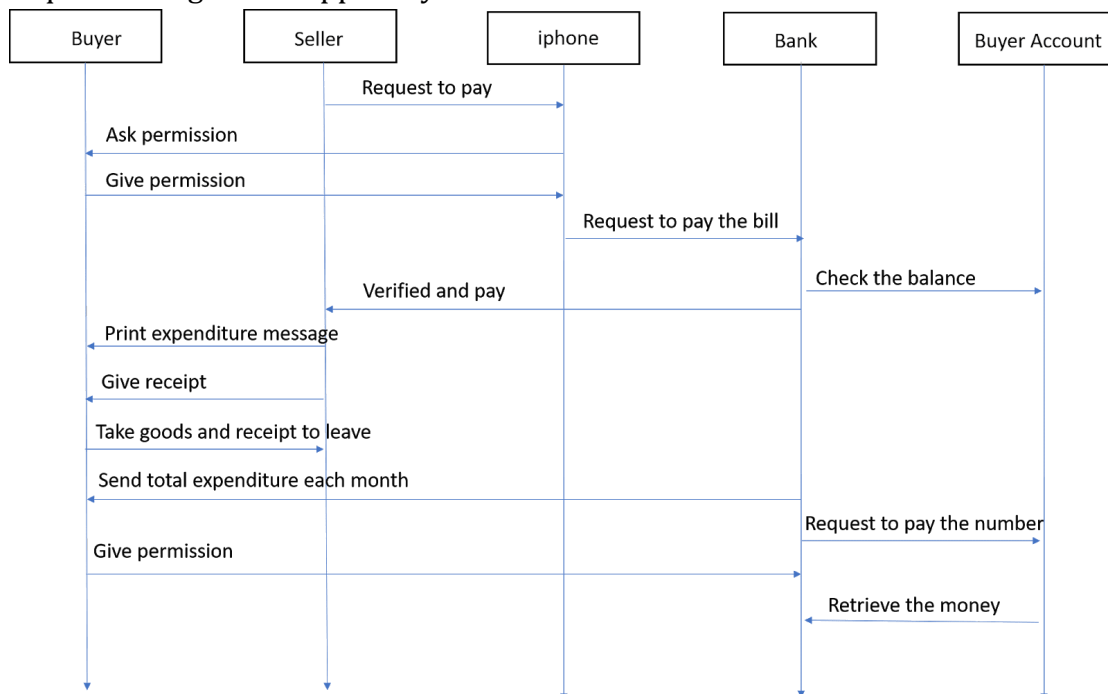 Buyer
Seller
iphone
Bank
Buyer Account
Request to pay
Ask permission
Give permission
Request to pay the bill
Check the balance
Verified and pay
Print expenditure message
Give receipt
Take goods and receipt to leave
Send total expenditure each month
Request to pay the number
Give permission
Retrieve the money